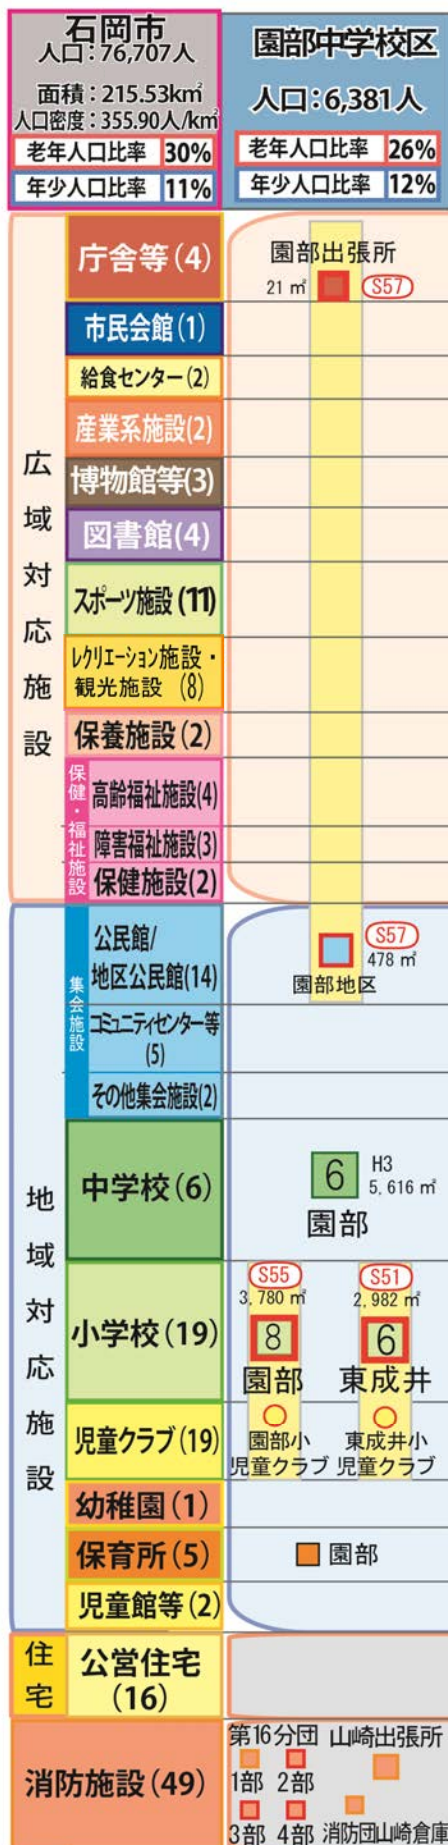 石岡市
人口：76,707人
面積：215.53k㎡
人口密度：355.90人/k㎡
老年人口比率 30%
年少人口比率 11%
園部中学校区
人口：6,381人
老年人口比率 26%
年少人口比率 12%
広域対応施設
庁舎等(4)
園部出張所
21 ㎡ S57
市民会館(1)
給食センター(2)
産業系施設(2)
博物館等(3)
図書館(4)
スポーツ施設(11)
レクリエーション施設・
観光施設 (8)
保養施設(2)
保健・福祉施設
高齢福祉施設(4)
障害福祉施設(3)
保健施設(2)
地域対応施設
集会施設
公民館/
地区公民館(14)
S57
478 ㎡
園部地区
コミュニティセンター等
(5)
その他集会施設(2)
中学校(6)
6 H3
5,616 ㎡
園部
小学校(19)
S55
3,780 ㎡
8
園部
S51
2,982 ㎡
6
東成井
児童クラブ(19)
園部小
児童クラブ
東成井小
児童クラブ
幼稚園(1)
保育所(5)
園部
児童館等(2)
住宅
公営住宅
(16)
消防施設(49)
第16分団 山崎出張所
1部 2部
3部 4部 消防団山崎倉庫